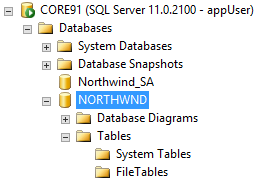 CORE91 (SQL Server 11.0.2100 - appUser)
Databases
System Databases
Database Snapshots
Northwind_SA
NORTHWND
Database Diagrams
Tables
System Tables
FileTables